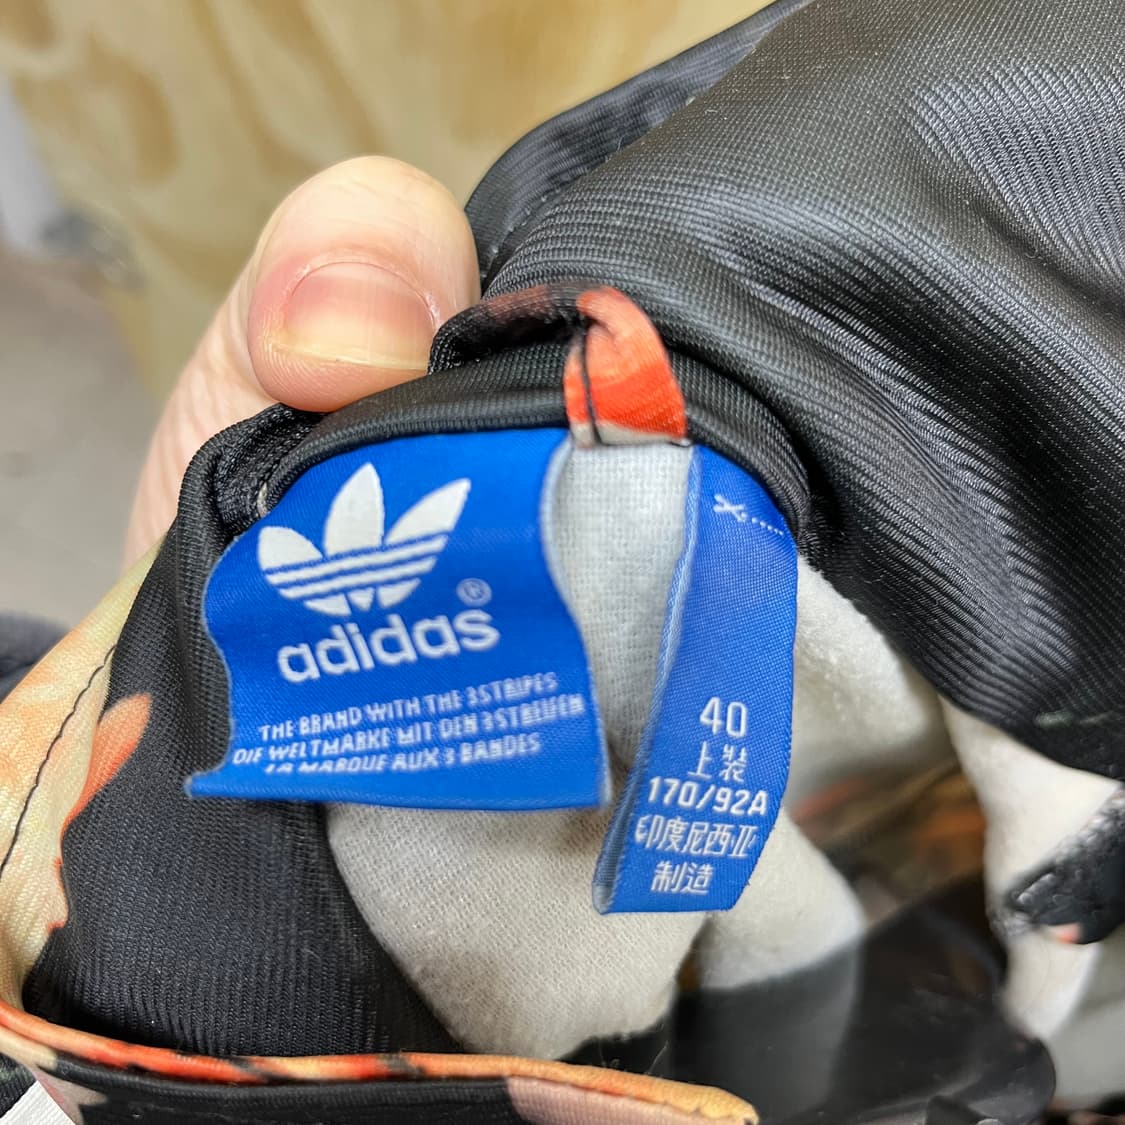 adidas®
THE BRAND WITH THE 3 STRIPES
DIE WELTMARKE MIT DEN 3 STREIFEN
LA MARQUE AUX 3 BANDES
40
上装
170/92A
印度尼西亚
制造